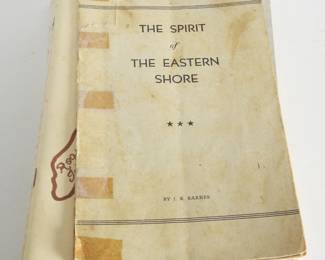 THE SPIRIT
of
THE EASTERN
SHORE
★ ★ ★
BY J. K. BARNES